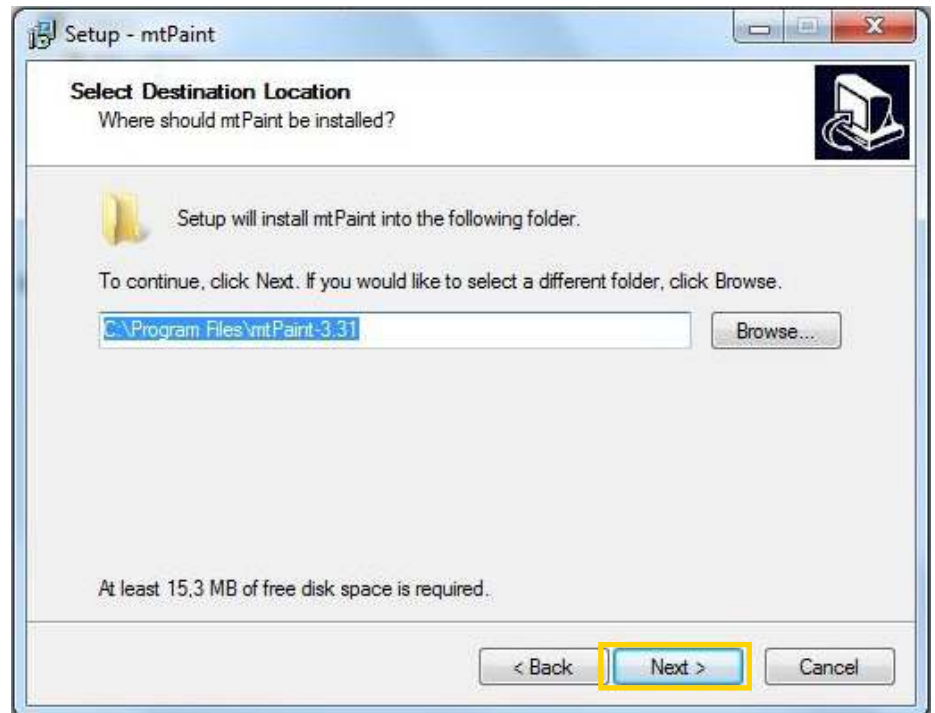 Setup - mtPaint
Select Destination Location
Where should mtPaint be installed?
Setup will install mtPaint into the following folder.
To continue, click Next. If you would like to select a different folder, click Browse.
C:\Program Files\mtPaint-3.31
Browse...
At least 15,3 MB of free disk space is required.
< Back
Next >
Cancel